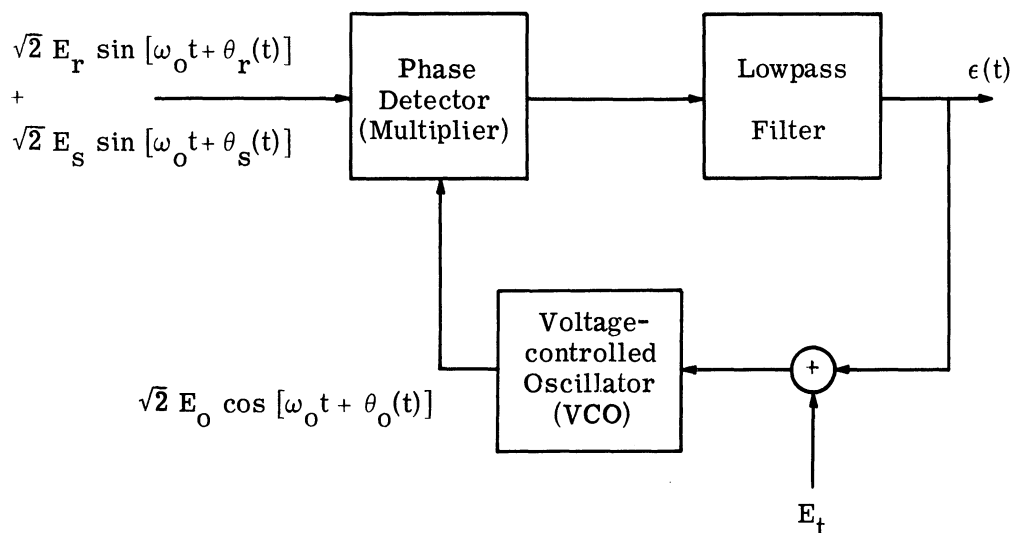 √2 E_r sin [ω_o t + θ_r(t)]
+
√2 E_s sin [ω_o t + θ_s(t)]
Phase
Detector
(Multiplier)
Lowpass
Filter
ϵ(t)
Voltage-
controlled
Oscillator
(VCO)
+
√2 E_o cos [ω_o t + θ_o(t)]
E_t